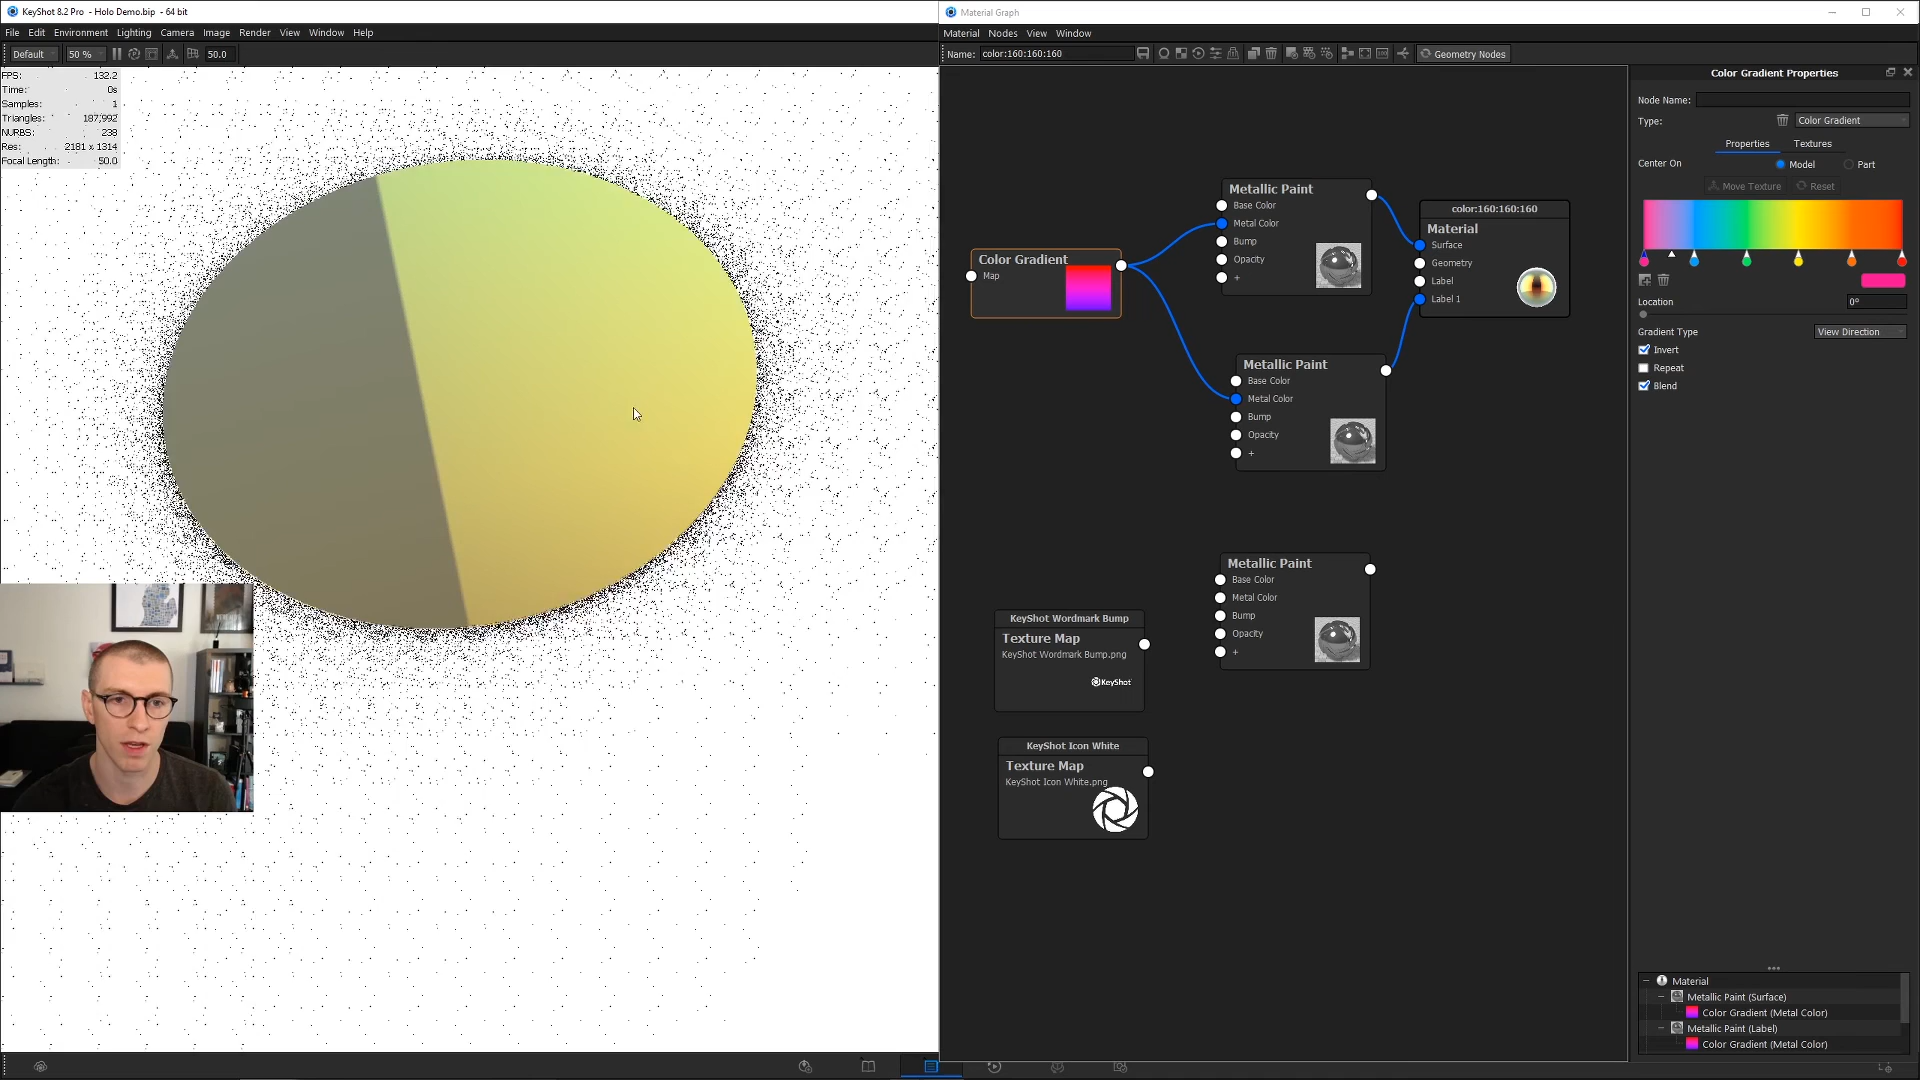 KeyShot 8.2 Pro - Holo Demo.bip - 64 bit
File Edit Environment Lighting Camera Image Render View Window Help
Default 50 % 50.0
FPS: 132.2
Time: 0s
Samples: 1
Triangles: 187,992
NURBS: 238
Res: 2181 x 1314
Focal Length: 50.0
Material Graph
Material Nodes View Window
Name: color:160:160:160 Geometry Nodes
Color Gradient
Map
Metallic Paint
Base Color
Metal Color
Bump
Opacity
+
color:160:160:160
Material
Surface
Geometry
Label
Label 1
Metallic Paint
Base Color
Metal Color
Bump
Opacity
+
Metallic Paint
Base Color
Metal Color
Bump
Opacity
+
KeyShot Wordmark Bump
Texture Map
KeyShot Wordmark Bump.png
KeyShot
KeyShot Icon White
Texture Map
KeyShot Icon White.png
Color Gradient Properties
Node Name:
Type: Color Gradient
Properties Textures
Center On Model Part
Move Texture Reset
Location 0°
Gradient Type View Direction
Invert
Repeat
Blend
Material
Metallic Paint (Surface)
Color Gradient (Metal Color)
Metallic Paint (Label)
Color Gradient (Metal Color)